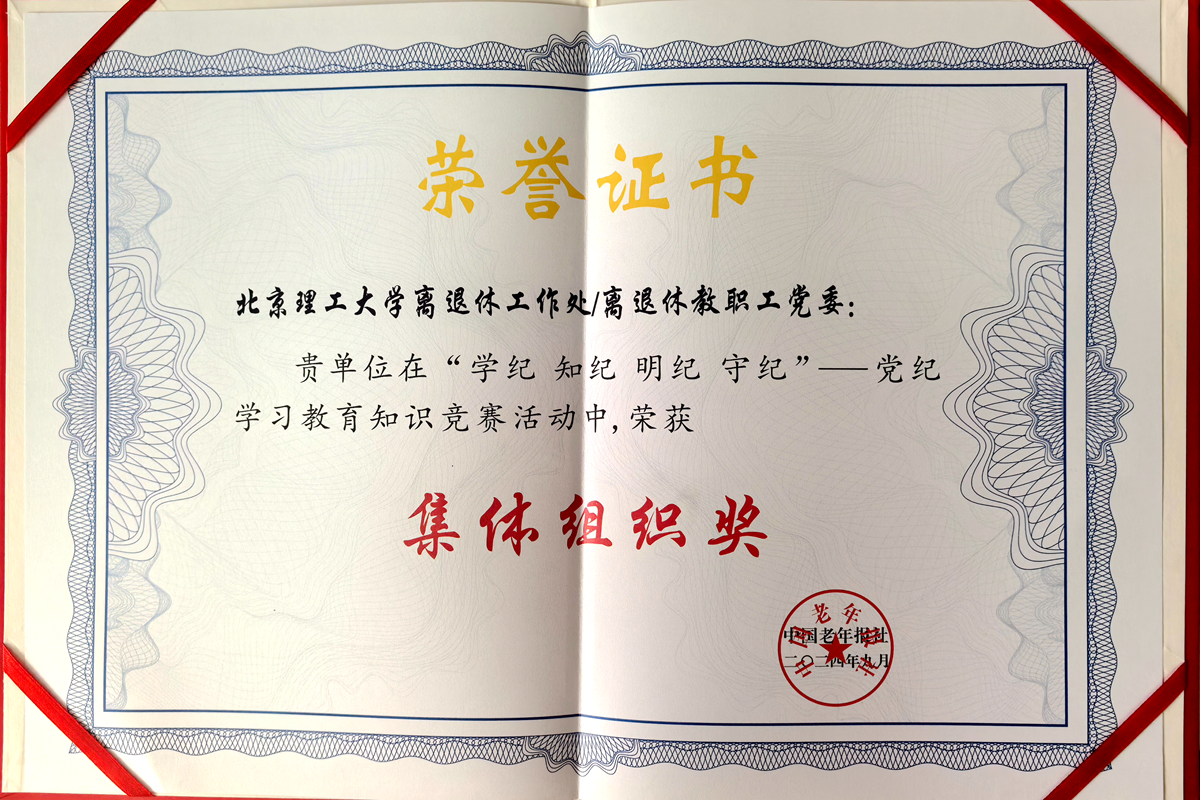 荣誉证书
北京理工大学离退休工作处/离退休教职工党委：
贵单位在“学纪 知纪 明纪 守纪”——党纪
学习教育知识竞赛活动中,荣获
集体组织奖
中国老年报社
二〇二四年九月